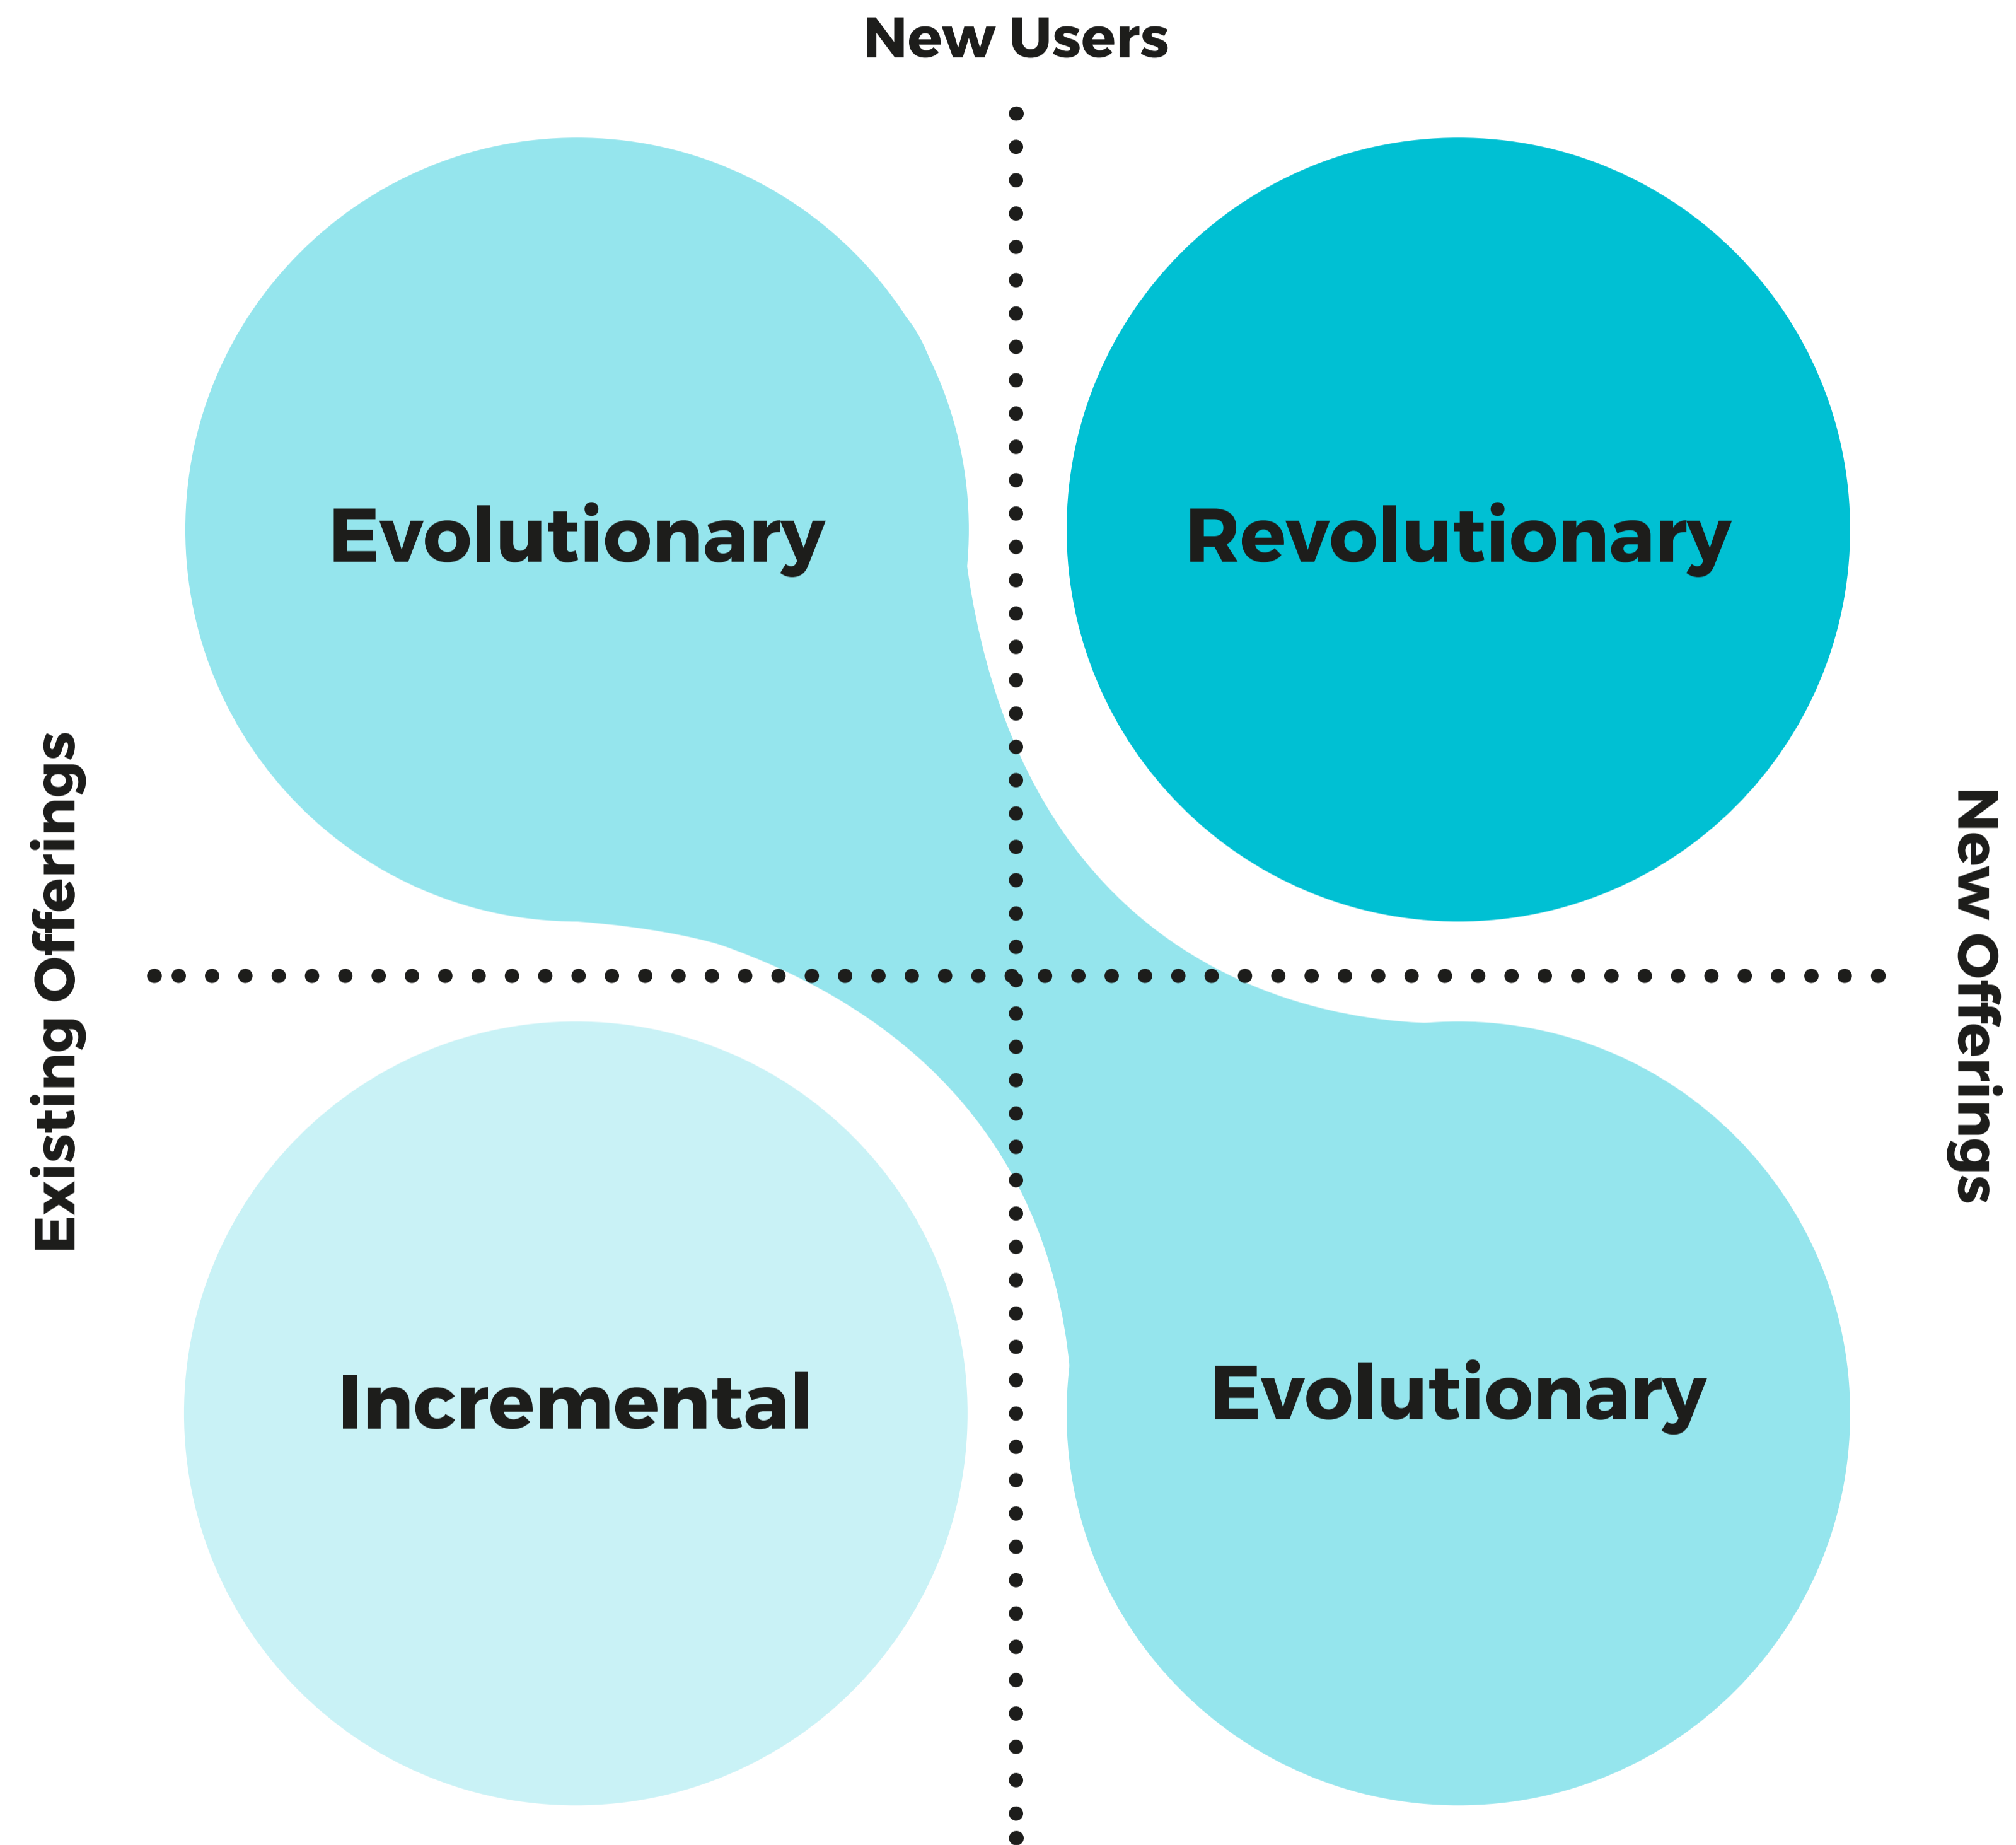 New Users
Evolutionary
Revolutionary
Existing Offerings
New Offerings
Incremental
Evolutionary